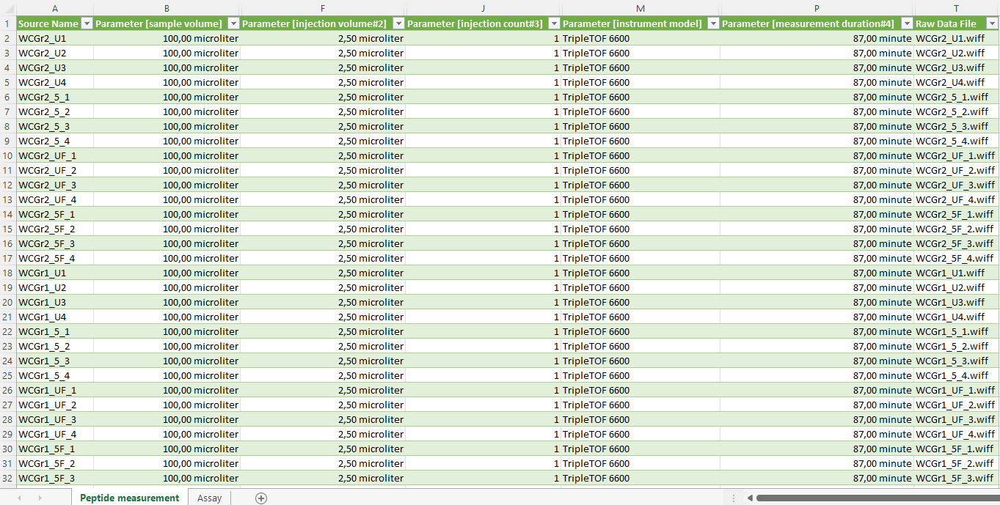 A B F J M P T
1 Source Name Parameter [sample volume] Parameter [injection volume#2] Parameter [injection count#3] Parameter [instrument model] Parameter [measurement duration#4] Raw Data File
2 WCGr2_U1 100,00 microliter 2,50 microliter 1 TripleTOF 6600 87,00 minute WCGr2_U1.wiff
3 WCGr2_U2 100,00 microliter 2,50 microliter 1 TripleTOF 6600 87,00 minute WCGr2_U2.wiff
4 WCGr2_U3 100,00 microliter 2,50 microliter 1 TripleTOF 6600 87,00 minute WCGr2_U3.wiff
5 WCGr2_U4 100,00 microliter 2,50 microliter 1 TripleTOF 6600 87,00 minute WCGr2_U4.wiff
6 WCGr2_5_1 100,00 microliter 2,50 microliter 1 TripleTOF 6600 87,00 minute WCGr2_5_1.wiff
7 WCGr2_5_2 100,00 microliter 2,50 microliter 1 TripleTOF 6600 87,00 minute WCGr2_5_2.wiff
8 WCGr2_5_3 100,00 microliter 2,50 microliter 1 TripleTOF 6600 87,00 minute WCGr2_5_3.wiff
9 WCGr2_5_4 100,00 microliter 2,50 microliter 1 TripleTOF 6600 87,00 minute WCGr2_5_4.wiff
10 WCGr2_UF_1 100,00 microliter 2,50 microliter 1 TripleTOF 6600 87,00 minute WCGr2_UF_1.wiff
11 WCGr2_UF_2 100,00 microliter 2,50 microliter 1 TripleTOF 6600 87,00 minute WCGr2_UF_2.wiff
12 WCGr2_UF_3 100,00 microliter 2,50 microliter 1 TripleTOF 6600 87,00 minute WCGr2_UF_3.wiff
13 WCGr2_UF_4 100,00 microliter 2,50 microliter 1 TripleTOF 6600 87,00 minute WCGr2_UF_4.wiff
14 WCGr2_5F_1 100,00 microliter 2,50 microliter 1 TripleTOF 6600 87,00 minute WCGr2_5F_1.wiff
15 WCGr2_5F_2 100,00 microliter 2,50 microliter 1 TripleTOF 6600 87,00 minute WCGr2_5F_2.wiff
16 WCGr2_5F_3 100,00 microliter 2,50 microliter 1 TripleTOF 6600 87,00 minute WCGr2_5F_3.wiff
17 WCGr2_5F_4 100,00 microliter 2,50 microliter 1 TripleTOF 6600 87,00 minute WCGr2_5F_4.wiff
18 WCGr1_U1 100,00 microliter 2,50 microliter 1 TripleTOF 6600 87,00 minute WCGr1_U1.wiff
19 WCGr1_U2 100,00 microliter 2,50 microliter 1 TripleTOF 6600 87,00 minute WCGr1_U2.wiff
20 WCGr1_U3 100,00 microliter 2,50 microliter 1 TripleTOF 6600 87,00 minute WCGr1_U3.wiff
21 WCGr1_U4 100,00 microliter 2,50 microliter 1 TripleTOF 6600 87,00 minute WCGr1_U4.wiff
22 WCGr1_5_1 100,00 microliter 2,50 microliter 1 TripleTOF 6600 87,00 minute WCGr1_5_1.wiff
23 WCGr1_5_2 100,00 microliter 2,50 microliter 1 TripleTOF 6600 87,00 minute WCGr1_5_2.wiff
24 WCGr1_5_3 100,00 microliter 2,50 microliter 1 TripleTOF 6600 87,00 minute WCGr1_5_3.wiff
25 WCGr1_5_4 100,00 microliter 2,50 microliter 1 TripleTOF 6600 87,00 minute WCGr1_5_4.wiff
26 WCGr1_UF_1 100,00 microliter 2,50 microliter 1 TripleTOF 6600 87,00 minute WCGr1_UF_1.wiff
27 WCGr1_UF_2 100,00 microliter 2,50 microliter 1 TripleTOF 6600 87,00 minute WCGr1_UF_2.wiff
28 WCGr1_UF_3 100,00 microliter 2,50 microliter 1 TripleTOF 6600 87,00 minute WCGr1_UF_3.wiff
29 WCGr1_UF_4 100,00 microliter 2,50 microliter 1 TripleTOF 6600 87,00 minute WCGr1_UF_4.wiff
30 WCGr1_5F_1 100,00 microliter 2,50 microliter 1 TripleTOF 6600 87,00 minute WCGr1_5F_1.wiff
31 WCGr1_5F_2 100,00 microliter 2,50 microliter 1 TripleTOF 6600 87,00 minute WCGr1_5F_2.wiff
32 WCGr1_5F_3 100,00 microliter 2,50 microliter 1 TripleTOF 6600 87,00 minute WCGr1_5F_3.wiff
Peptide measurement Assay